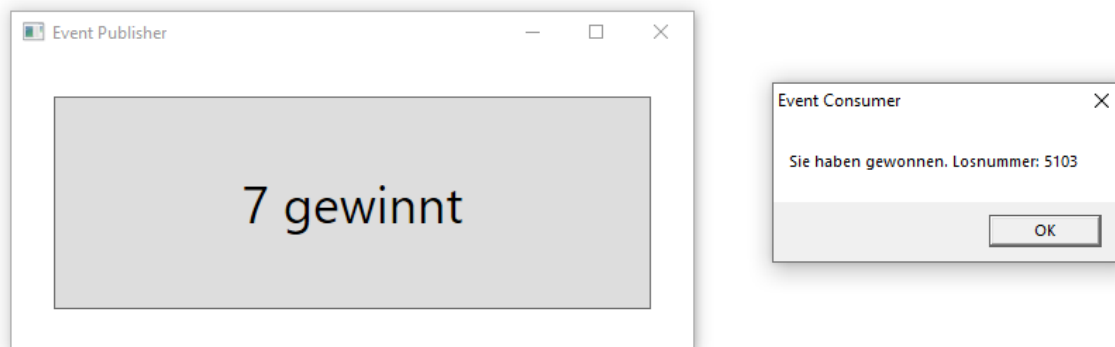 Event Publisher
7 gewinnt
Event Consumer
Sie haben gewonnen. Losnummer: 5103
OK